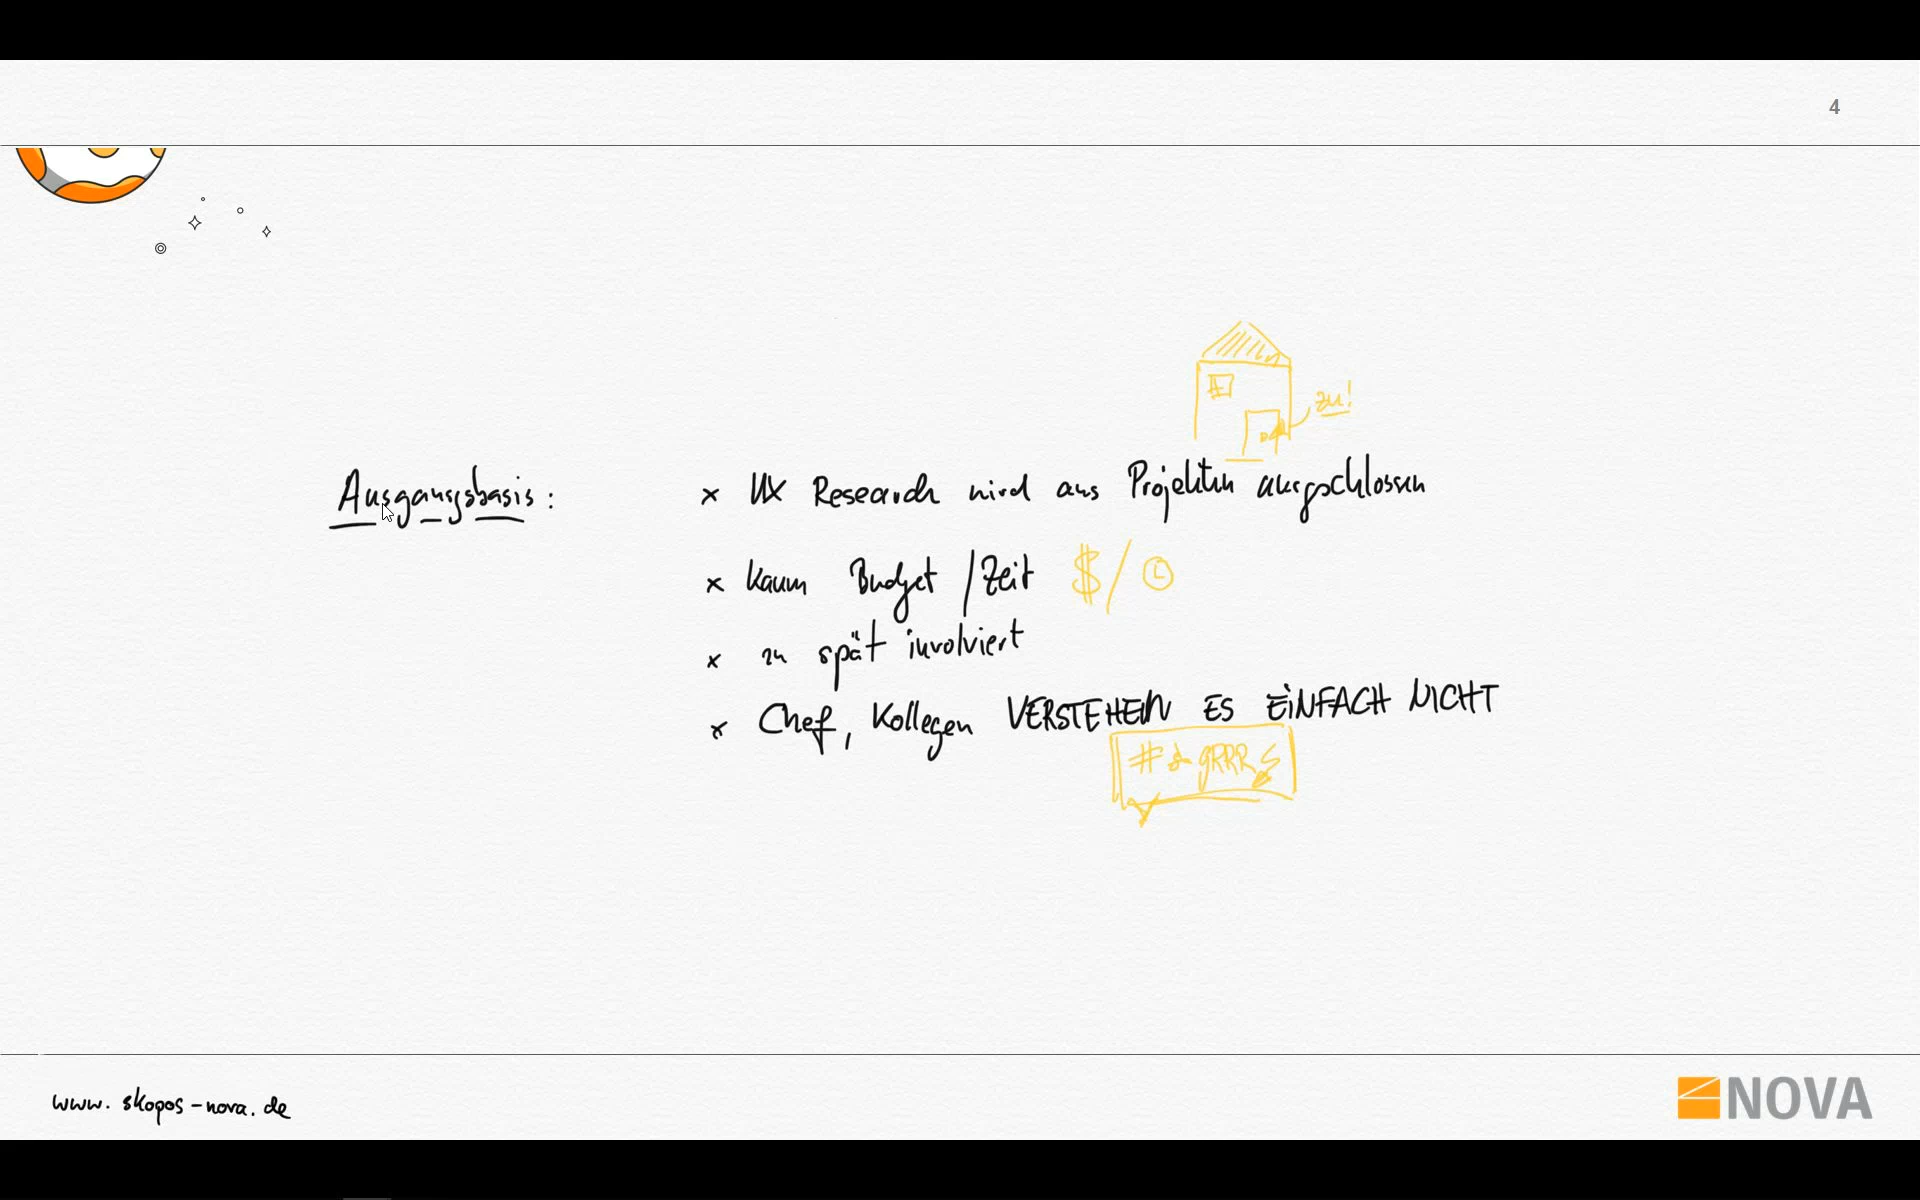 4
zu!
Ausgangsbasis: x UX Research wird aus Projekten ausgeschlossen
x kaum Budget / Zeit $ /
x zu spät involviert
x Chef, Kollegen VERSTEHEN ES EINFACH NICHT
# GRRR
www.skopos-nova.de
NOVA